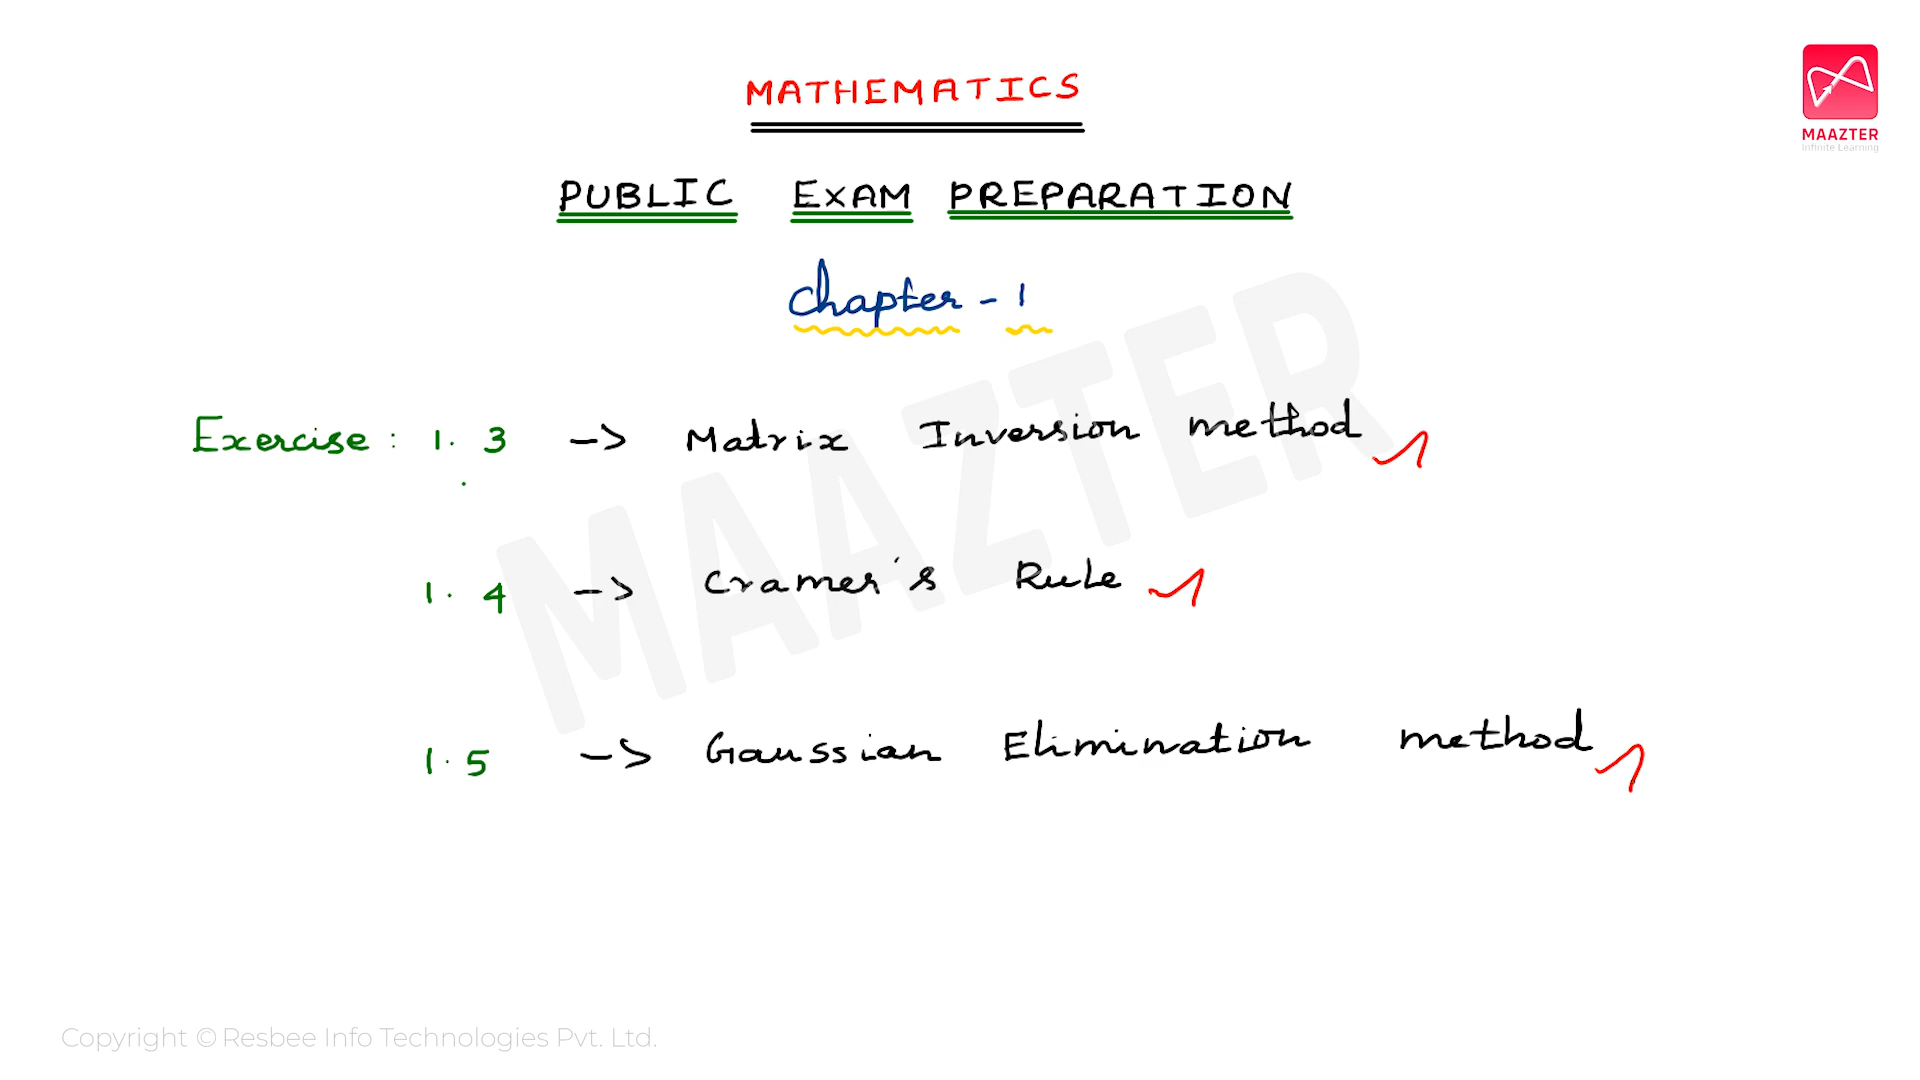 MATHEMATICS
MAAZTER
Infinite Learning
PUBLIC EXAM PREPARATION
Chapter - 1
Exercise : 1. 3 -> Matrix Inversion method
1. 4 -> Cramer's Rule
1. 5 -> Gaussian Elimination method
MAAZTER
Copyright © Resbee Info Technologies Pvt. Ltd.